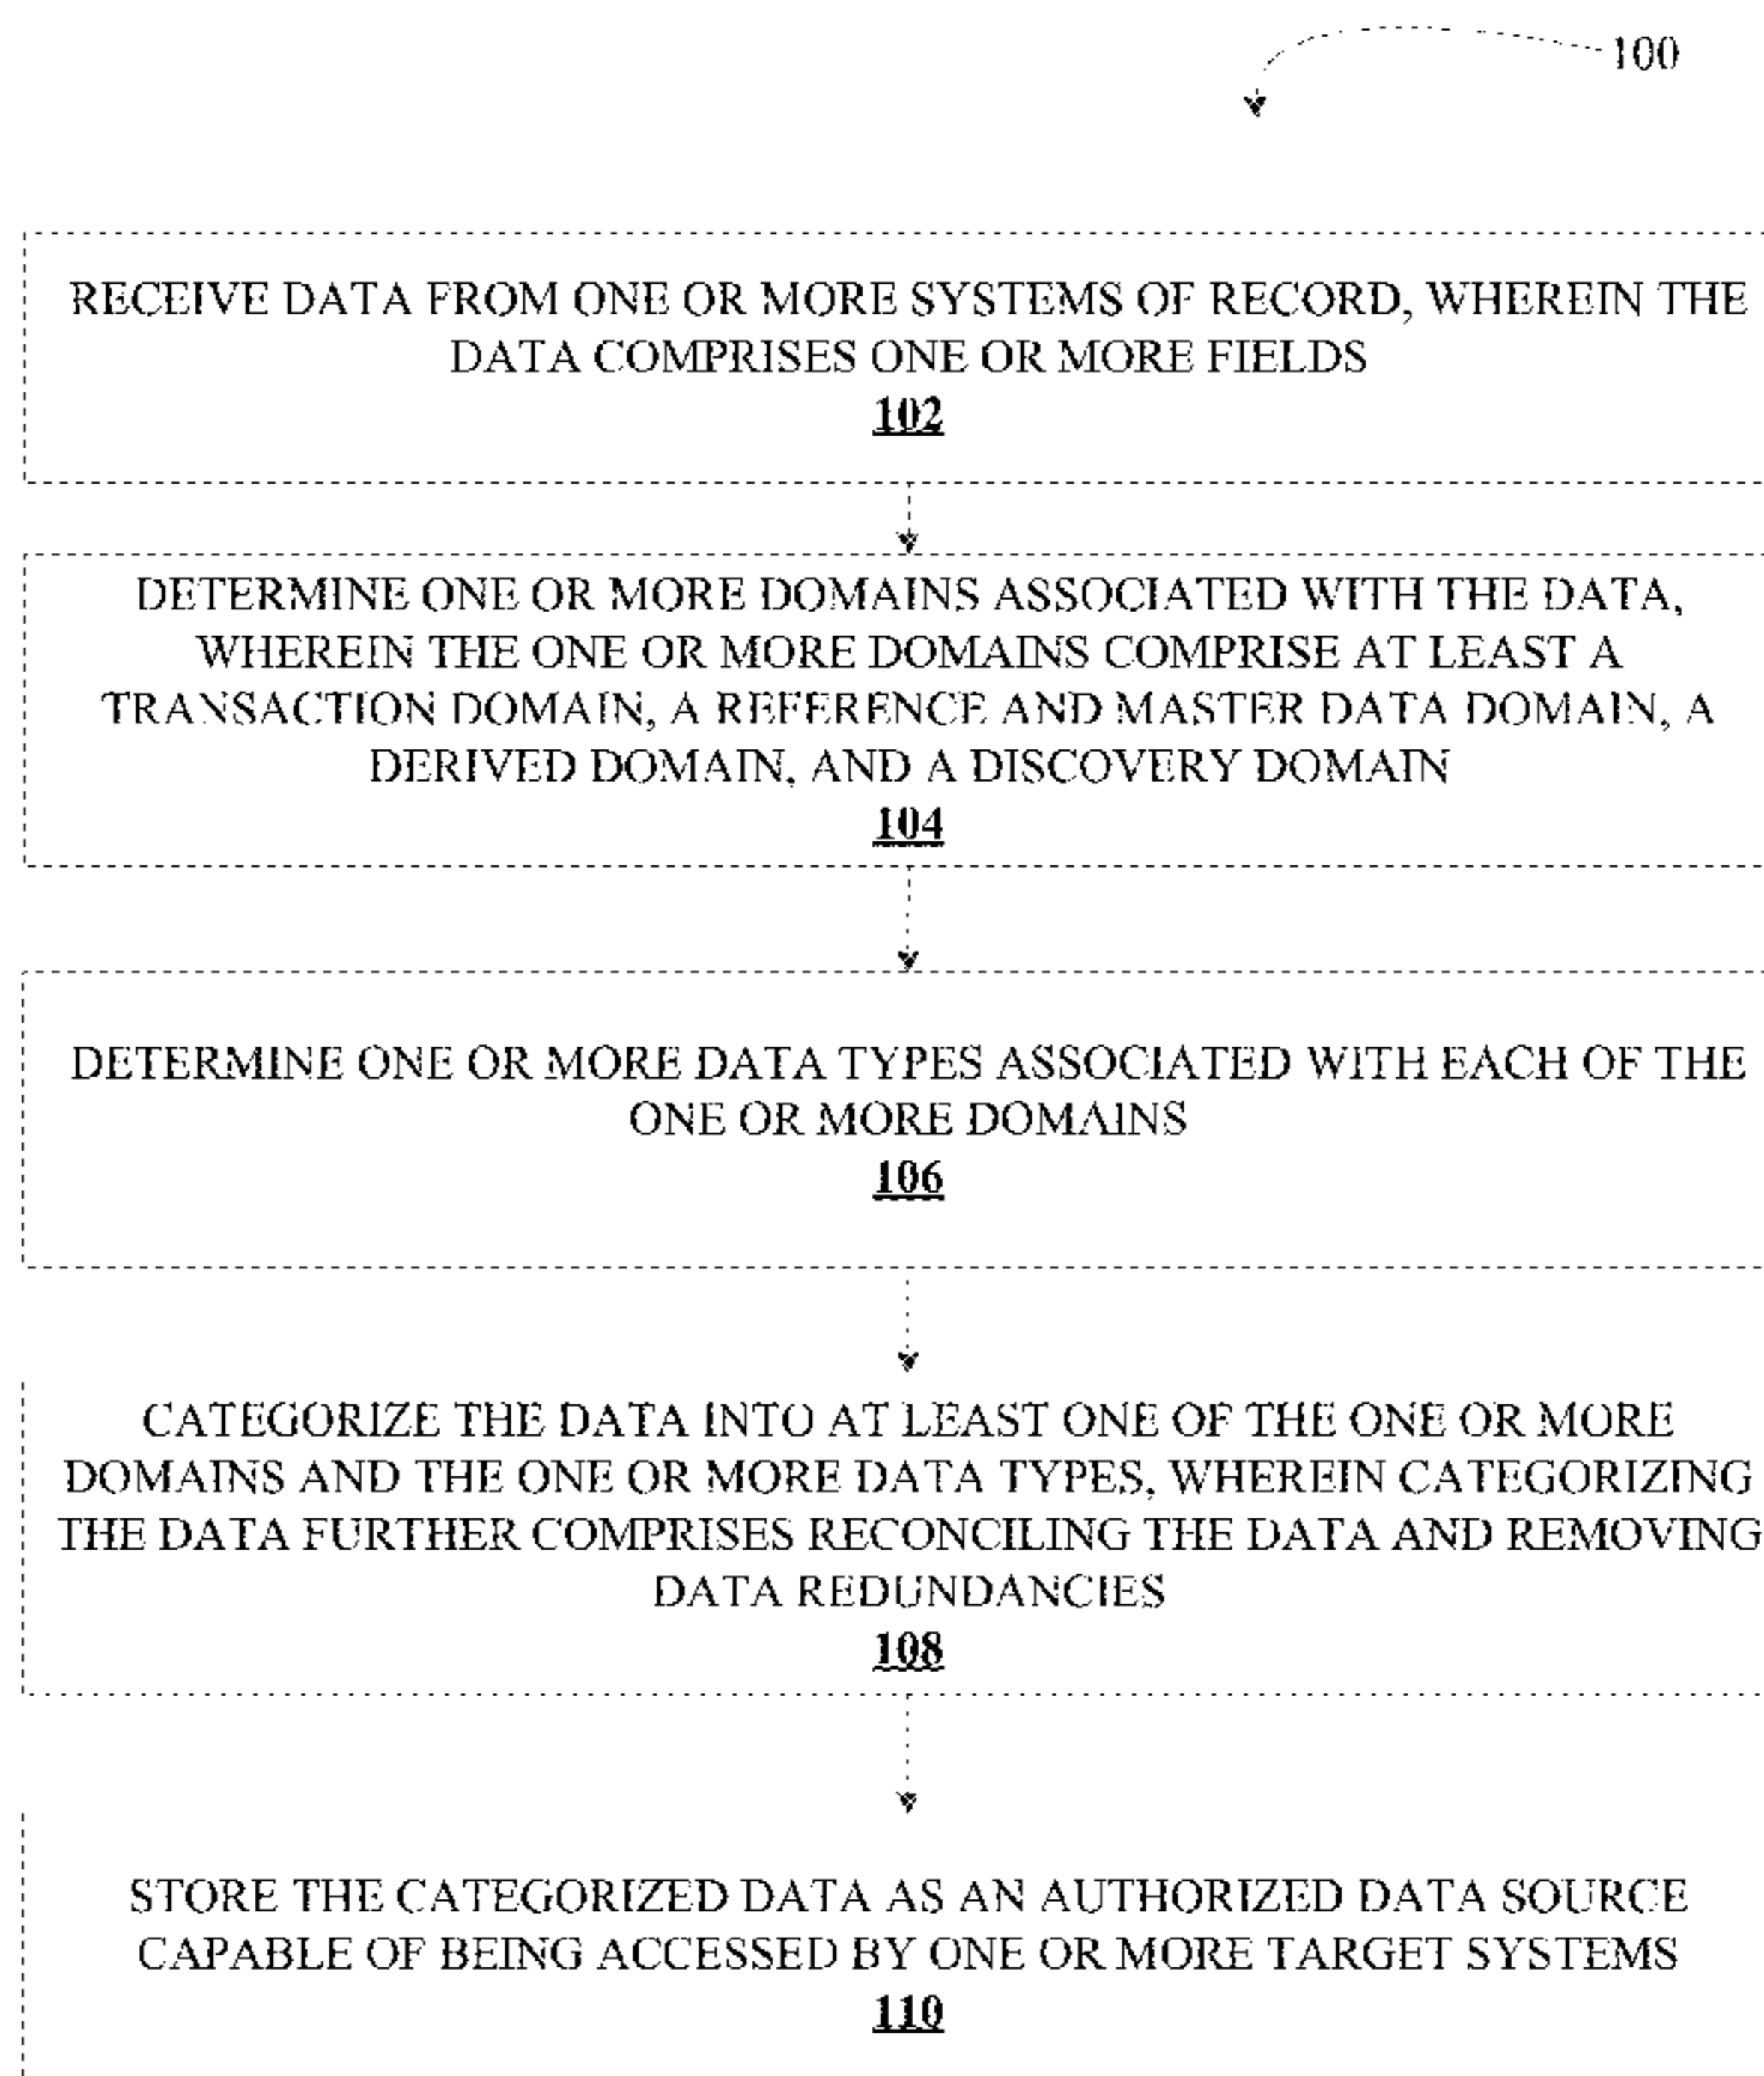 100
RECEIVE DATA FROM ONE OR MORE SYSTEMS OF RECORD, WHEREIN THE
DATA COMPRISES ONE OR MORE FIELDS
102
DETERMINE ONE OR MORE DOMAINS ASSOCIATED WITH THE DATA,
WHEREIN THE ONE OR MORE DOMAINS COMPRISE AT LEAST A
TRANSACTION DOMAIN, A REFERENCE AND MASTER DATA DOMAIN, A
DERIVED DOMAIN, AND A DISCOVERY DOMAIN
104
DETERMINE ONE OR MORE DATA TYPES ASSOCIATED WITH EACH OF THE
ONE OR MORE DOMAINS
106
CATEGORIZE THE DATA INTO AT LEAST ONE OF THE ONE OR MORE
DOMAINS AND THE ONE OR MORE DATA TYPES, WHEREIN CATEGORIZING
THE DATA FURTHER COMPRISES RECONCILING THE DATA AND REMOVING
DATA REDUNDANCIES
108
STORE THE CATEGORIZED DATA AS AN AUTHORIZED DATA SOURCE
CAPABLE OF BEING ACCESSED BY ONE OR MORE TARGET SYSTEMS
110